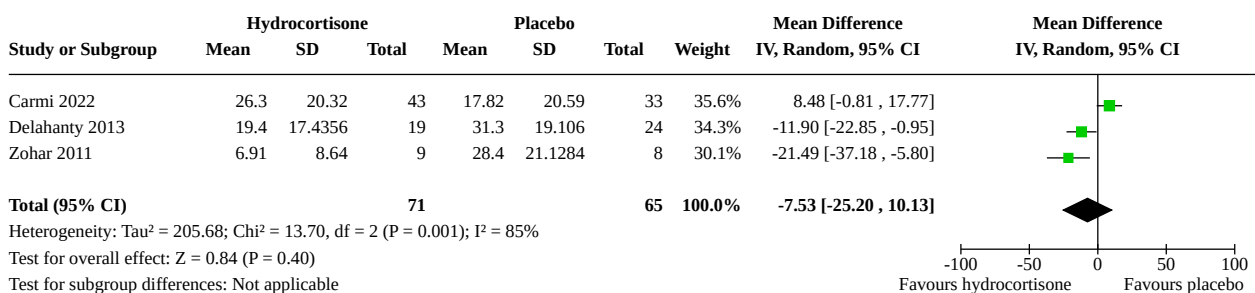 Hydrocortisone Placebo Mean Difference Mean Difference
Study or Subgroup Mean SD Total Mean SD Total Weight IV, Random, 95% CI IV, Random, 95% CI
Carmi 2022 26.3 20.32 43 17.82 20.59 33 35.6% 8.48 [-0.81 , 17.77]
Delahanty 2013 19.4 17.4356 19 31.3 19.106 24 34.3% -11.90 [-22.85 , -0.95]
Zohar 2011 6.91 8.64 9 28.4 21.1284 8 30.1% -21.49 [-37.18 , -5.80]
Total (95% CI) 71 65 100.0% -7.53 [-25.20 , 10.13]
Heterogeneity: Tau² = 205.68; Chi² = 13.70, df = 2 (P = 0.001); I² = 85%
Test for overall effect: Z = 0.84 (P = 0.40)
-100 -50 0 50 100
Test for subgroup differences: Not applicable
Favours hydrocortisone Favours placebo